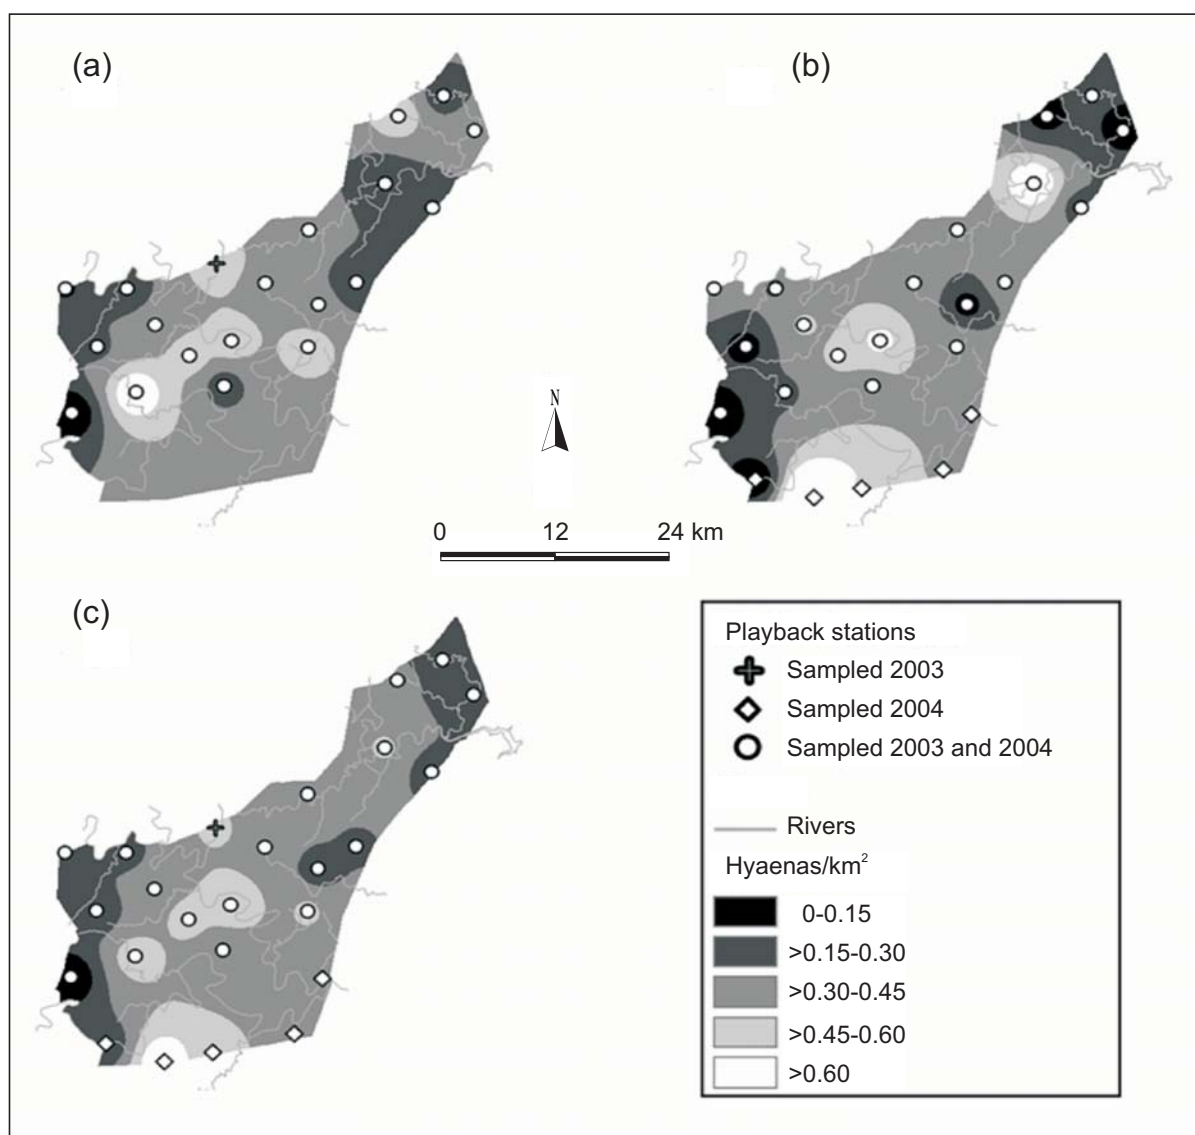 (a)
(b)
N
0 12 24 km
(c)
Playback stations
Sampled 2003
Sampled 2004
Sampled 2003 and 2004
Rivers
Hyaenas/km²
0-0.15
>0.15-0.30
>0.30-0.45
>0.45-0.60
>0.60